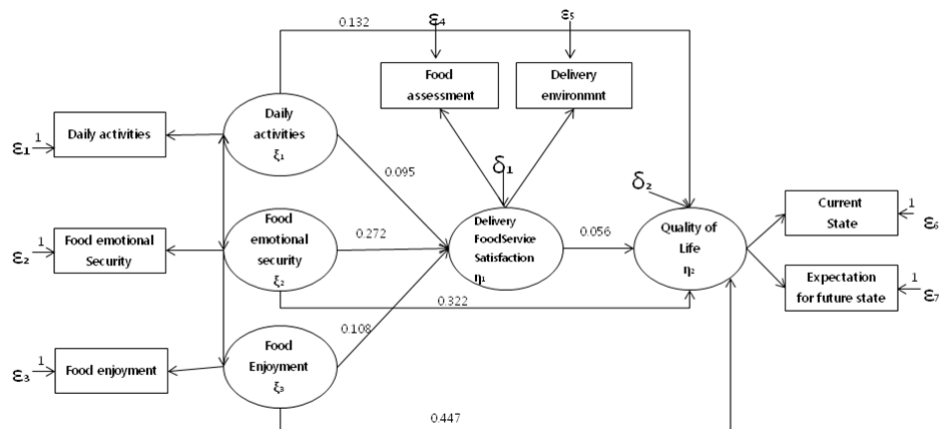 0.132
ε₄
ε₅
Food
assessment
Delivery
environmnt
ε₁
1
Daily activities
Daily
activities
ξ₁
0.095
δ₁
δ₂
ε₂
1
Food emotional
Security
Food
emotional
security
ξ₂
0.272
Delivery
FoodService
Satisfaction
η₁
0.056
Quality of
Life
η₂
Current
State
1
ε₆
Expectation
for future state
1
ε₇
0.322
0.108
ε₃
1
Food enjoyment
Food
Enjoyment
ξ₃
0.447